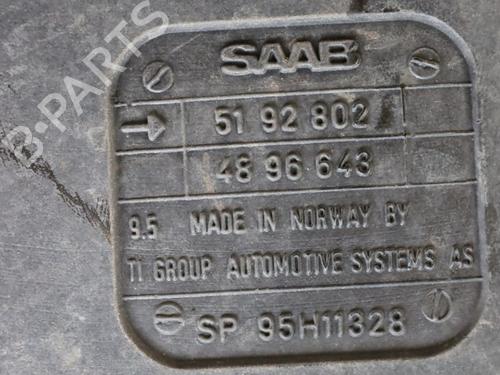 SAAB
51 92 802
48 96 643
9.5 MADE IN NORWAY BY
TI GROUP AUTOMOTIVE SYSTEMS AS
SP 95H11328
B-PARTS